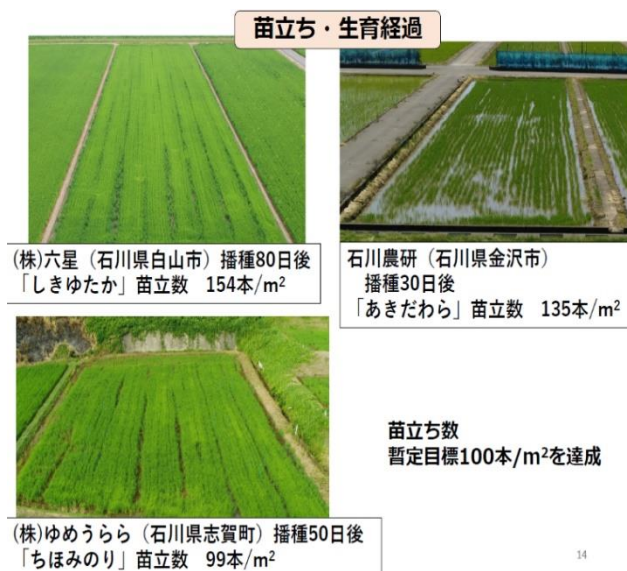 苗立ち・生育経過
(株)六星（石川県白山市）播種80日後
「しきゆたか」苗立数　154本/m²
石川農研（石川県金沢市）
播種30日後
「あきだわら」苗立数　135本/m²
(株)ゆめうらら（石川県志賀町）播種50日後
「ちほみのり」苗立数　99本/m²
苗立ち数
暫定目標100本/m²を達成
14